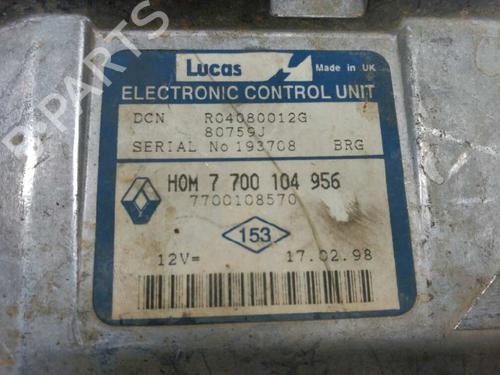 Lucas Made in UK
ELECTRONIC CONTROL UNIT
DCN R04080012G
80759J
SERIAL No 193708 BRG
HOM 7 700 104 956
7700108570
153
12V= 17.02.98
B PARTS